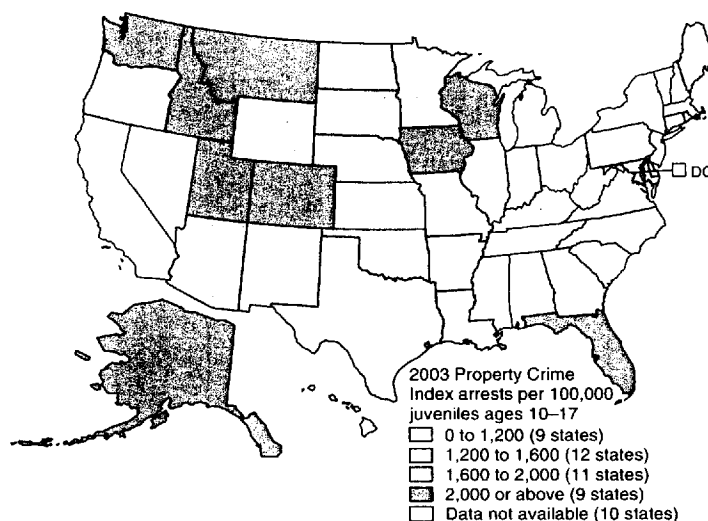 DC
2003 Property Crime
Index arrests per 100,000
juveniles ages 10–17
0 to 1,200 (9 states)
1,200 to 1,600 (12 states)
1,600 to 2,000 (11 states)
2,000 or above (9 states)
Data not available (10 states)